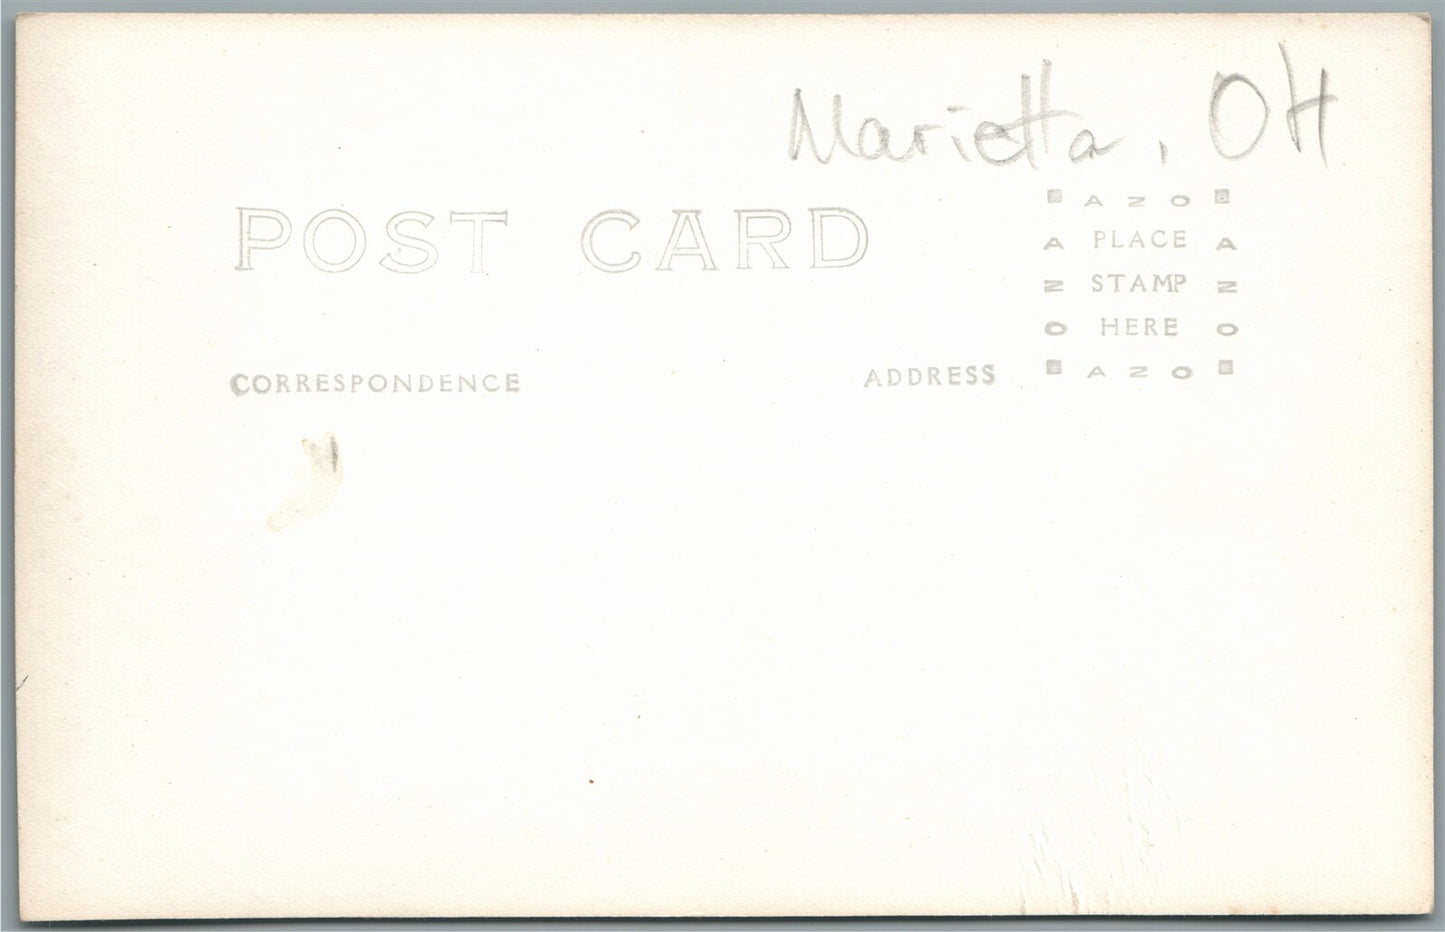 Marietta, OH
POST CARD
AZO
A PLACE A
N STAMP N
O HERE O
AZO
CORRESPONDENCE
ADDRESS